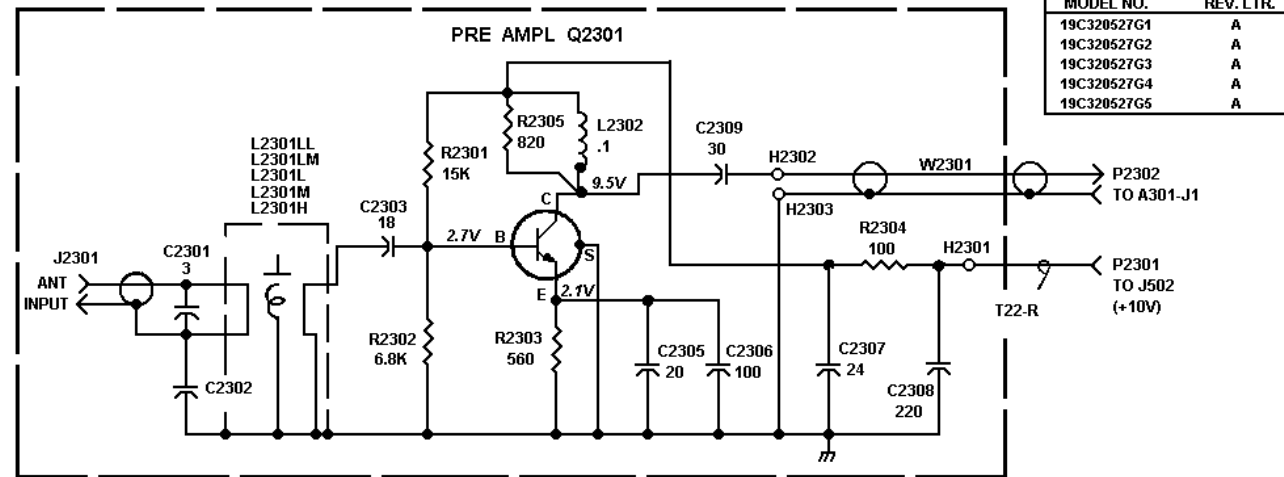 PRE AMPL Q2301
MODEL NO. REV. LTR.
19C320527G1 A
19C320527G2 A
19C320527G3 A
19C320527G4 A
19C320527G5 A
L2301LL
L2301LM
L2301L
L2301M
L2301H
R2301
15K
R2305
820
L2302
.1
C2309
30
H2302
W2301
P2302
TO A301-J1
H2303
9.5V
C
C2303
18
2.7V
B
S
E
2.1V
R2304
100
H2301
P2301
TO J502
(+10V)
T22-R
J2301
ANT
INPUT
C2301
3
C2302
R2302
6.8K
R2303
560
C2305
20
C2306
100
C2307
24
C2308
220